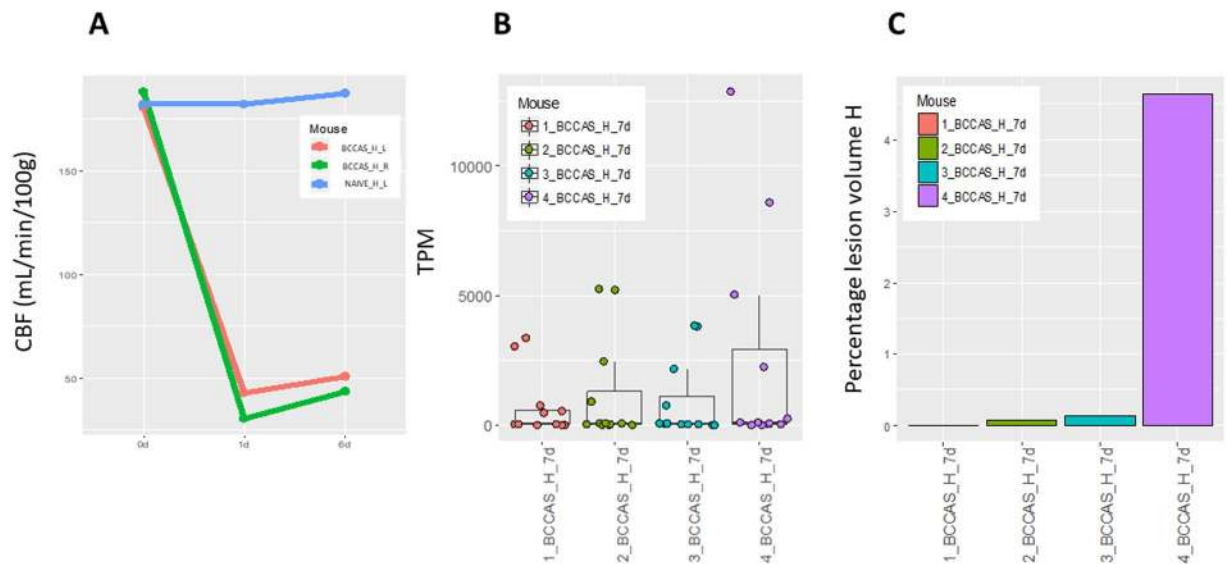 A
CBF (mL/min/100g)
150
100
50
Mouse
BCCAS_H_L
BCCAS_H_R
NAIVE_H_L
0d
1d
6d
B
TPM
10000
5000
0
Mouse
1_BCCAS_H_7d
2_BCCAS_H_7d
3_BCCAS_H_7d
4_BCCAS_H_7d
1_BCCAS_H_7d
2_BCCAS_H_7d
3_BCCAS_H_7d
4_BCCAS_H_7d
C
Percentage lesion volume H
4
3
2
1
0
Mouse
1_BCCAS_H_7d
2_BCCAS_H_7d
3_BCCAS_H_7d
4_BCCAS_H_7d
1_BCCAS_H_7d
2_BCCAS_H_7d
3_BCCAS_H_7d
4_BCCAS_H_7d